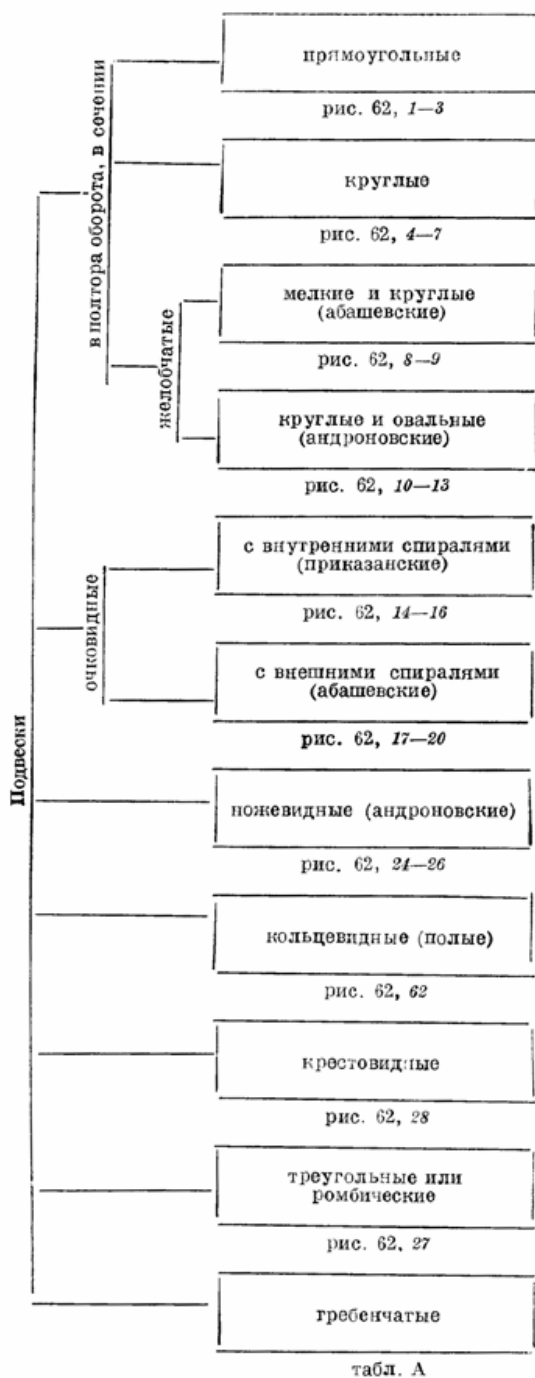 Подвески
в полтора оборота, в сечении
прямоугольные
рис. 62, 1—3
круглые
рис. 62, 4—7
желобчатые
мелкие и круглые
(абашевские)
рис. 62, 8—9
круглые и овальные
(андроновские)
рис. 62, 10—13
очковидные
с внутренними спиралями
(приказанские)
рис. 62, 14—16
с внешними спиралями
(абашевские)
рис. 62, 17—20
ножевидные (андроновские)
рис. 62, 24—26
кольцевидные (полые)
рис. 62, 62
крестовидные
рис. 62, 28
треугольные или
ромбические
рис. 62, 27
гребенчатые
табл. А